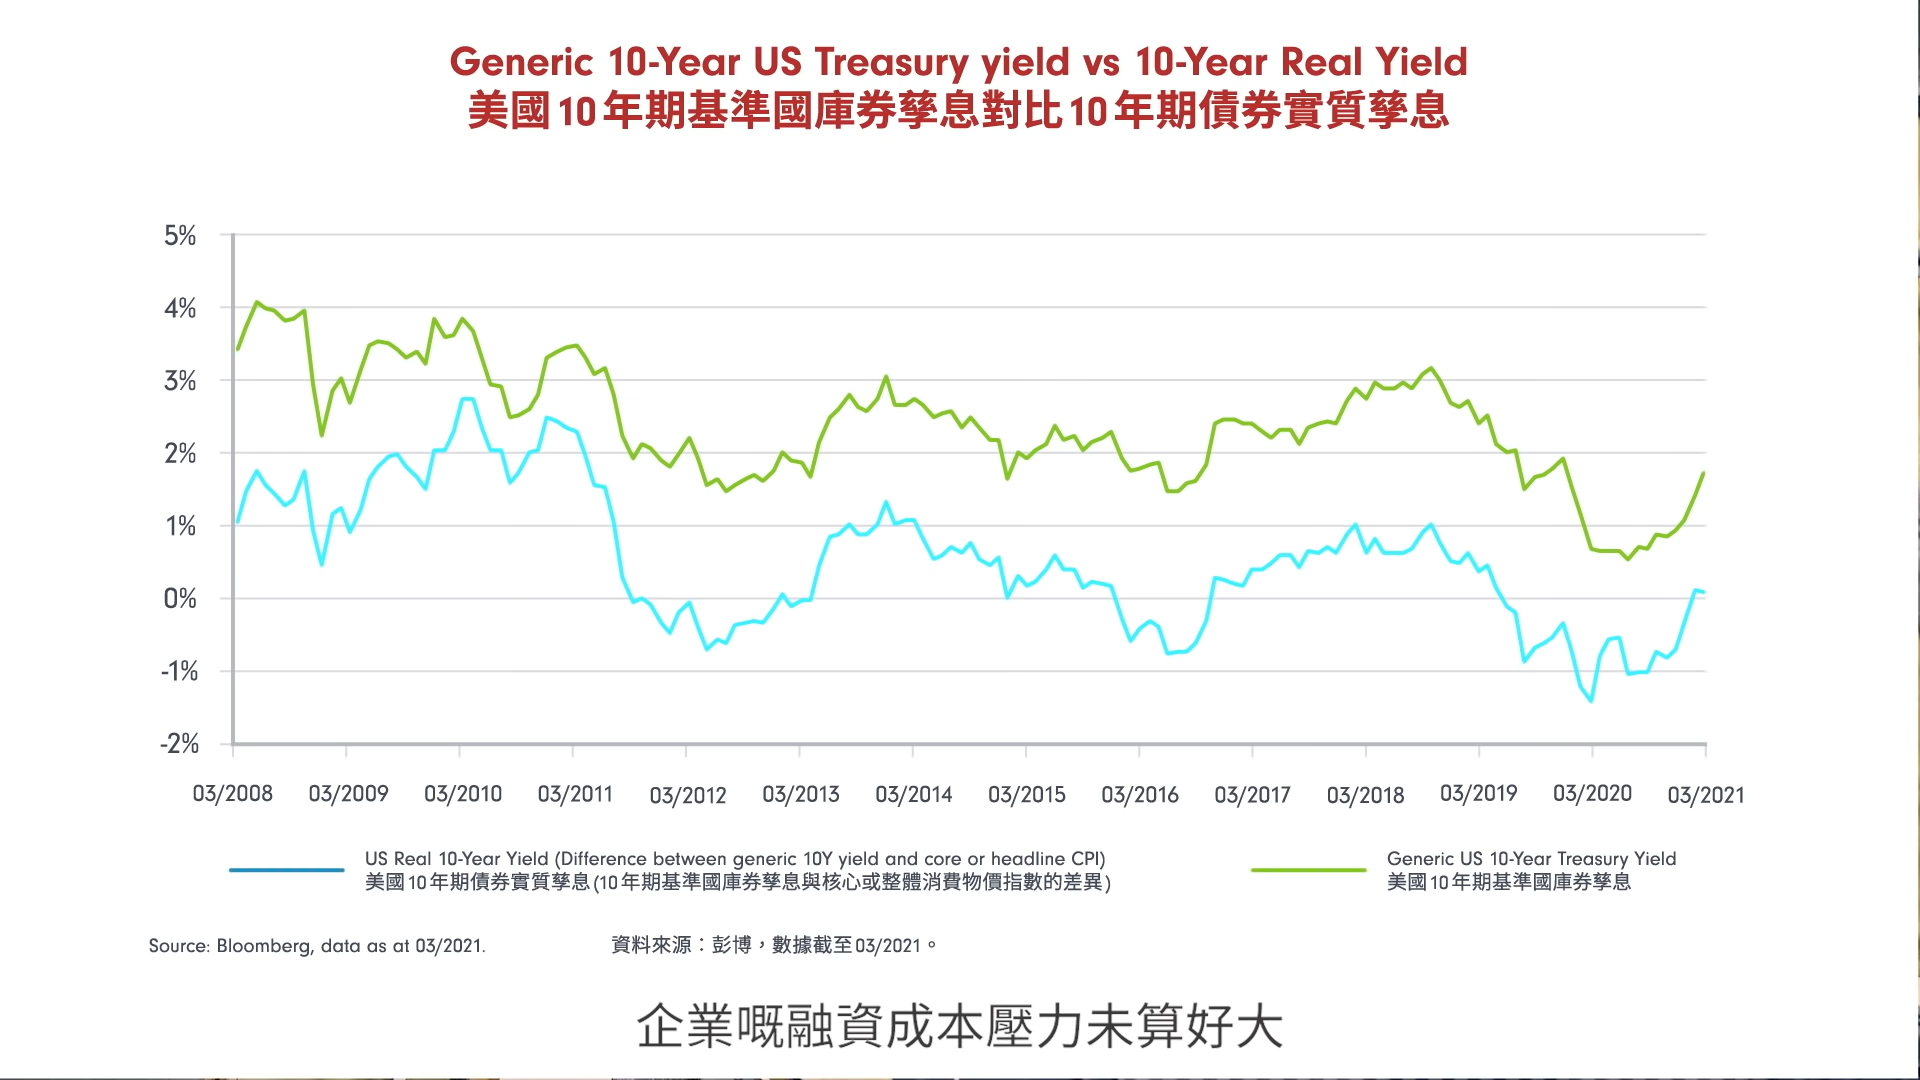 Generic 10-Year US Treasury yield vs 10-Year Real Yield
美國10年期基準國庫券孳息對比10年期債券實質孳息
5%
4%
3%
2%
1%
0%
-1%
-2%
03/2008 03/2009 03/2010 03/2011 03/2012 03/2013 03/2014 03/2015 03/2016 03/2017 03/2018 03/2019 03/2020 03/2021
US Real 10-Year Yield (Difference between generic 10Y yield and core or headline CPI)
美國10年期債券實質孳息(10年期基準國庫券孳息與核心或整體消費物價指數的差異)
Generic US 10-Year Treasury Yield
美國10年期基準國庫券孳息
Source: Bloomberg, data as at 03/2021.
資料來源：彭博，數據截至03/2021。
企業嘅融資成本壓力未算好大